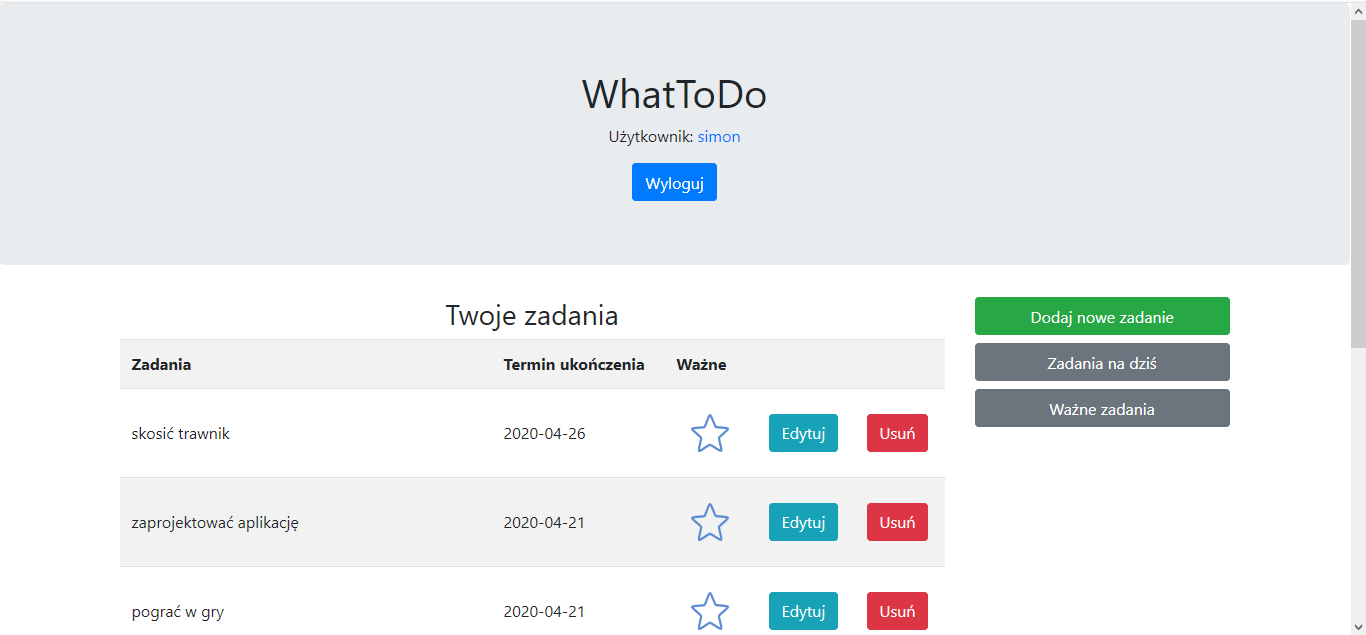 WhatToDo
Użytkownik: simon
Wyloguj
Twoje zadania
Zadania Termin ukończenia Ważne
skosić trawnik 2020-04-26 Edytuj Usuń
zaprojektować aplikację 2020-04-21 Edytuj Usuń
pograć w gry 2020-04-21 Edytuj Usuń
Dodaj nowe zadanie
Zadania na dziś
Ważne zadania